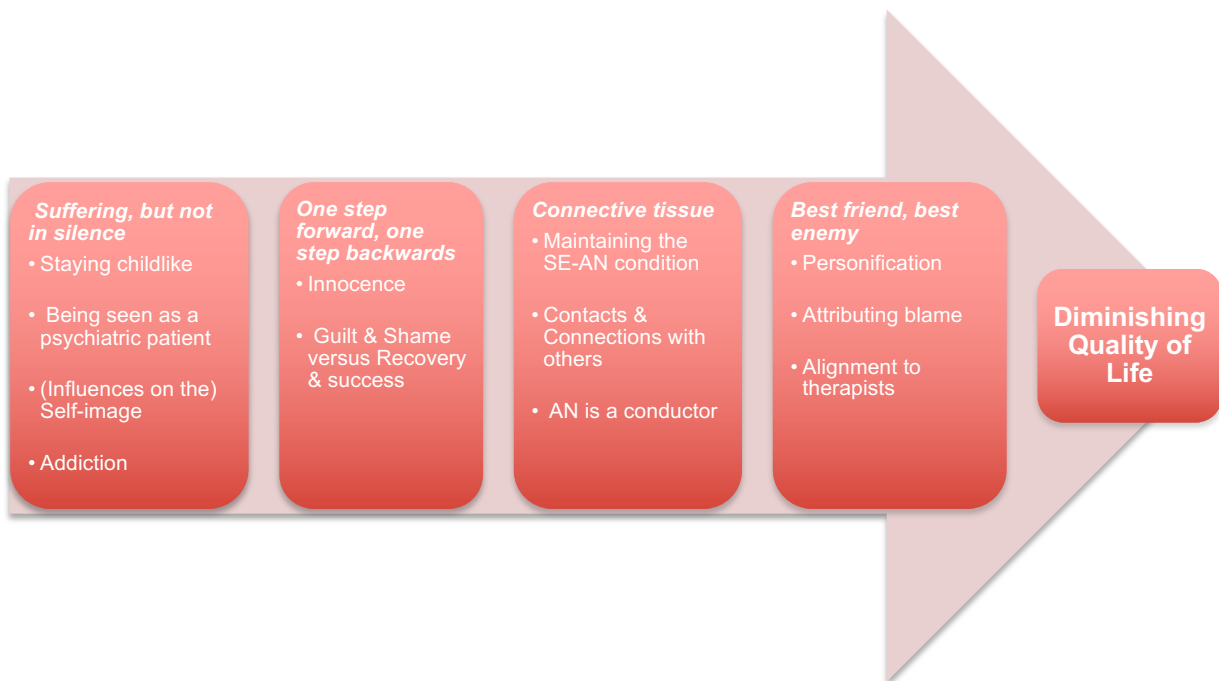 Suffering, but not
in silence
• Staying childlike
• Being seen as a
psychiatric patient
• (Influences on the)
Self-image
• Addiction
One step
forward, one
step backwards
• Innocence
• Guilt & Shame
versus Recovery
& success
Connective tissue
• Maintaining the
SE-AN condition
• Contacts &
Connections with
others
• AN is a conductor
Best friend, best
enemy
• Personification
• Attributing blame
• Alignment to
therapists
Diminishing
Quality of
Life